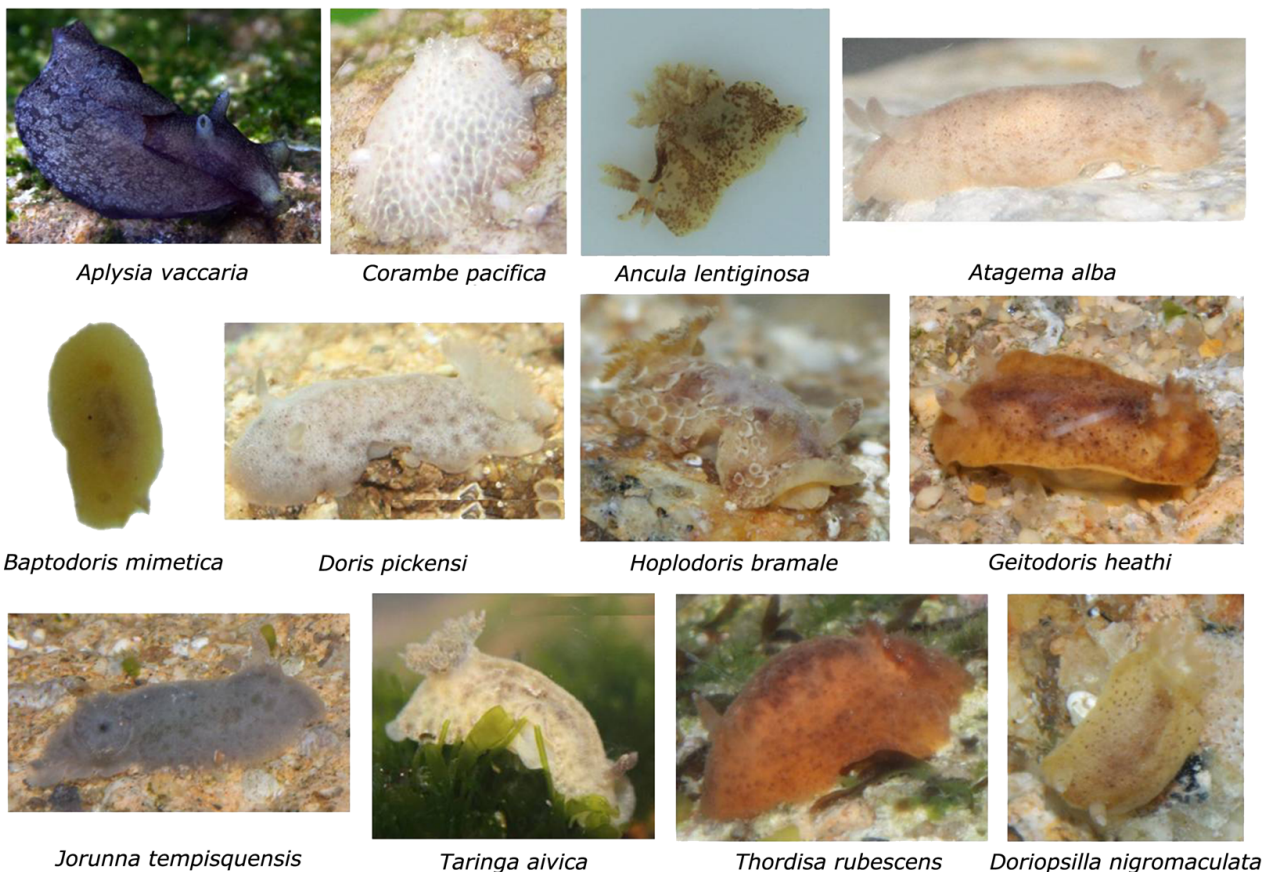 Aplysia vaccaria
Corambe pacifica
Ancula lentiginosa
Atagema alba
Baptodoris mimetica
Doris pickensi
Hoplodoris bramale
Geitodoris heathi
Jorunna tempisquensis
Taringa aivica
Thordisa rubescens
Doriopsilla nigromaculata